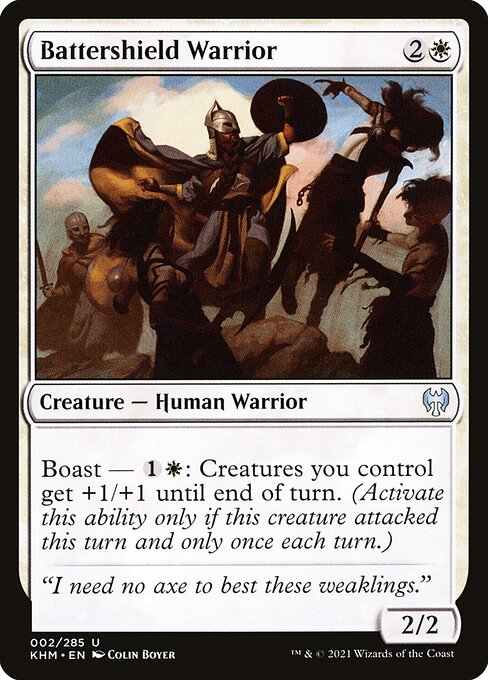 Battershield Warrior 2
Creature — Human Warrior
Boast — 1 : Creatures you control
get +1/+1 until end of turn. (Activate
this ability only if this creature attacked
this turn and only once each turn.)
“I need no axe to best these weaklings.”
2/2
002/285 U
KHM • EN Colin Boyer ™ & © 2021 Wizards of the Coast